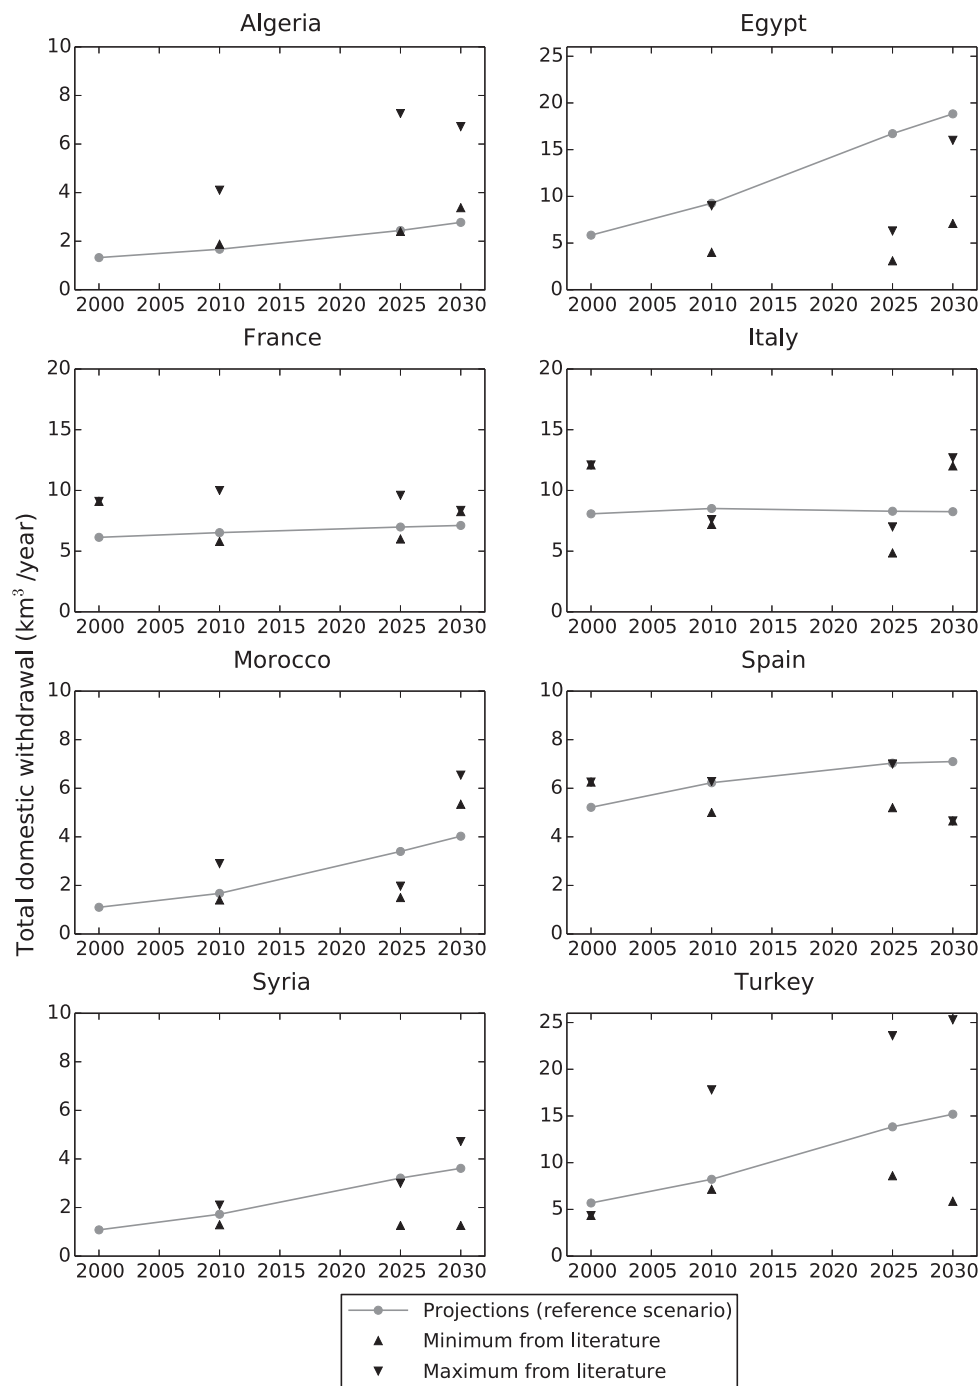 Algeria
10
8
6
4
2
0
2000 2005 2010 2015 2020 2025 2030
Egypt
25
20
15
10
5
0
2000 2005 2010 2015 2020 2025 2030
France
20
15
10
5
0
2000 2005 2010 2015 2020 2025 2030
Italy
20
15
10
5
0
2000 2005 2010 2015 2020 2025 2030
Total domestic withdrawal (km³ /year)
Morocco
10
8
6
4
2
0
2000 2005 2010 2015 2020 2025 2030
Spain
10
8
6
4
2
0
2000 2005 2010 2015 2020 2025 2030
Syria
10
8
6
4
2
0
2000 2005 2010 2015 2020 2025 2030
Turkey
25
20
15
10
5
0
2000 2005 2010 2015 2020 2025 2030
Projections (reference scenario)
Minimum from literature
Maximum from literature